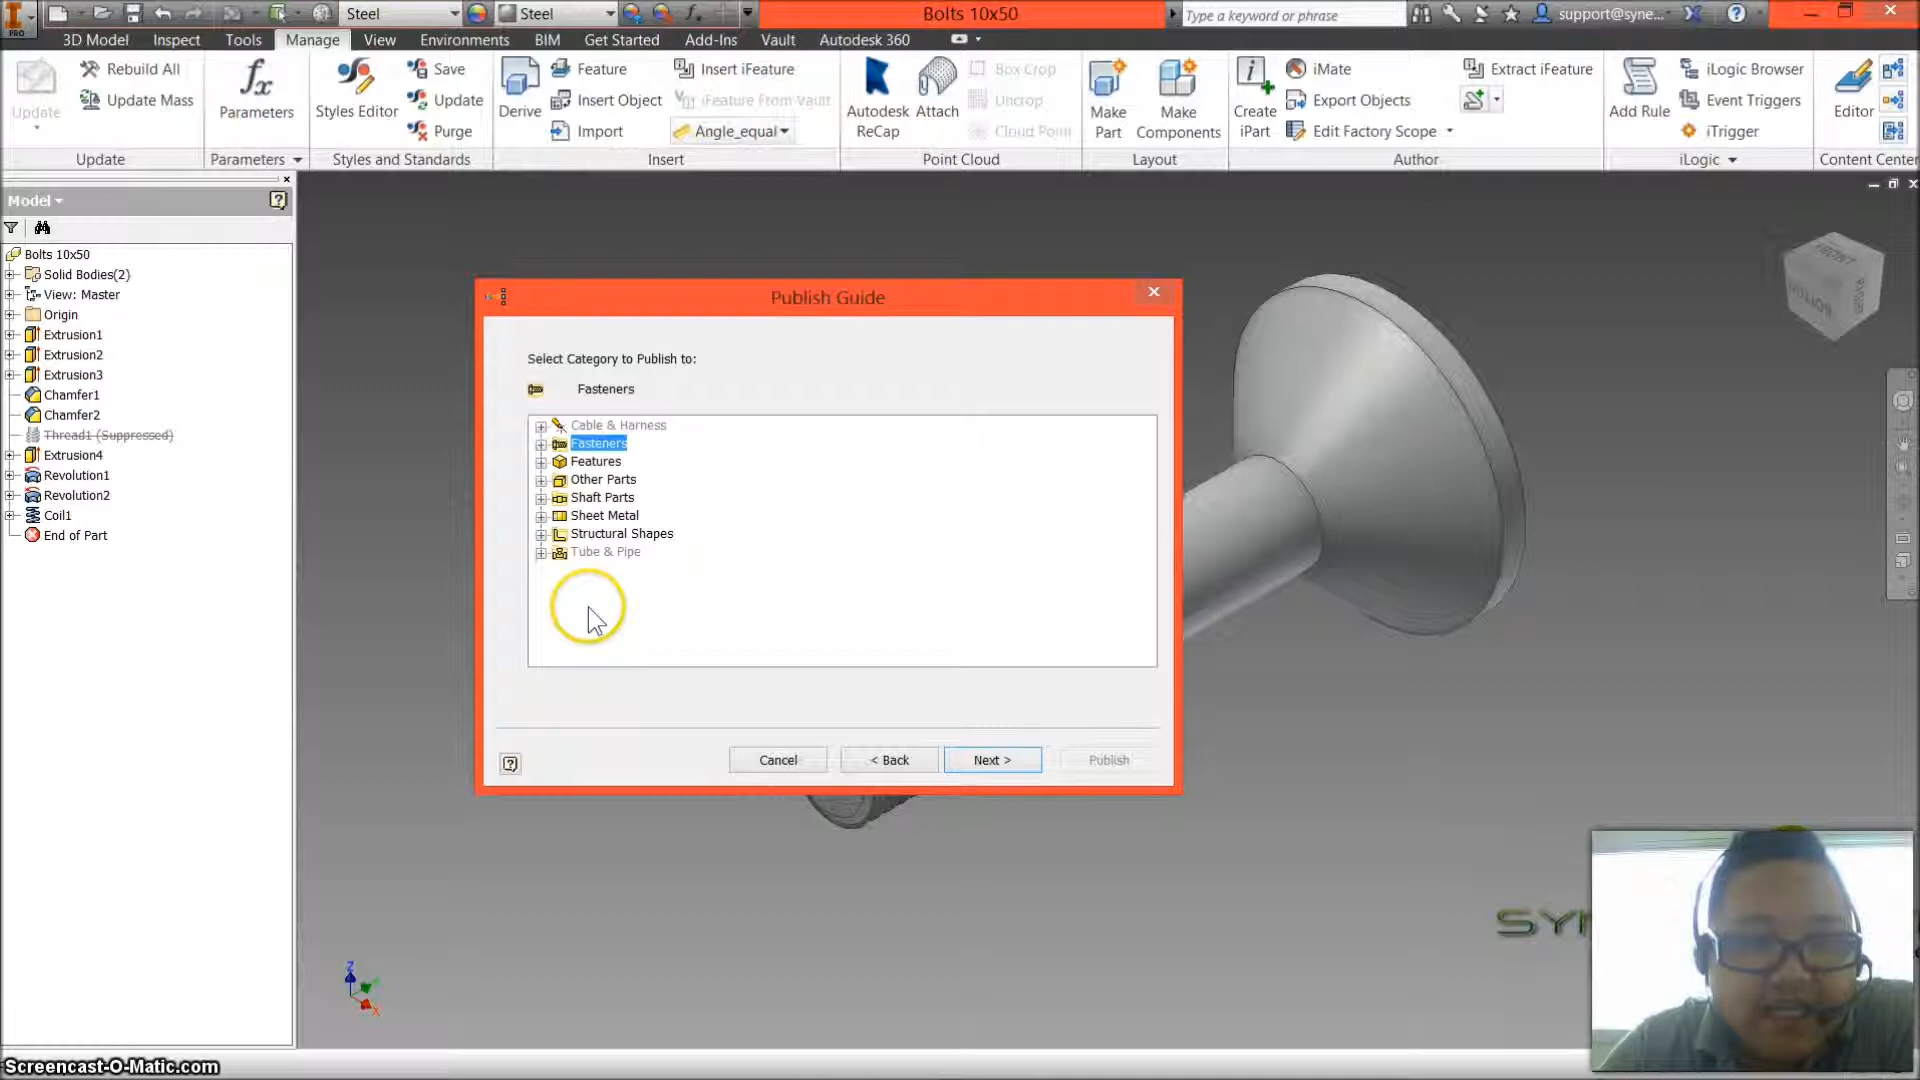 PRO
Steel
Steel
Bolts 10x50
Type a keyword or phrase
support@syne...
3D Model
Inspect
Tools
Manage
View
Environments
BIM
Get Started
Add-Ins
Vault
Autodesk 360
Update
Rebuild All
Update Mass
Update
fx
Parameters
Parameters
Styles Editor
Save
Update
Purge
Styles and Standards
Derive
Feature
Insert Object
Import
Insert iFeature
iFeature From Vault
Angle_equal
Insert
Autodesk
ReCap
Attach
Box Crop
Uncrop
Cloud Point
Point Cloud
Make
Part
Make
Components
Layout
Create
iPart
iMate
Export Objects
Edit Factory Scope
Extract iFeature
Author
Add Rule
iLogic Browser
Event Triggers
iTrigger
iLogic
Editor
Content Center
Model
Bolts 10x50
Solid Bodies(2)
View: Master
Origin
Extrusion1
Extrusion2
Extrusion3
Chamfer1
Chamfer2
Thread1 (Suppressed)
Extrusion4
Revolution1
Revolution2
Coil1
End of Part
Publish Guide
Select Category to Publish to:
Fasteners
Cable & Harness
Fasteners
Features
Other Parts
Shaft Parts
Sheet Metal
Structural Shapes
Tube & Pipe
Cancel
< Back
Next >
Publish
FRONT
BOTTOM
Z
X
SYN
Screencast-O-Matic.com